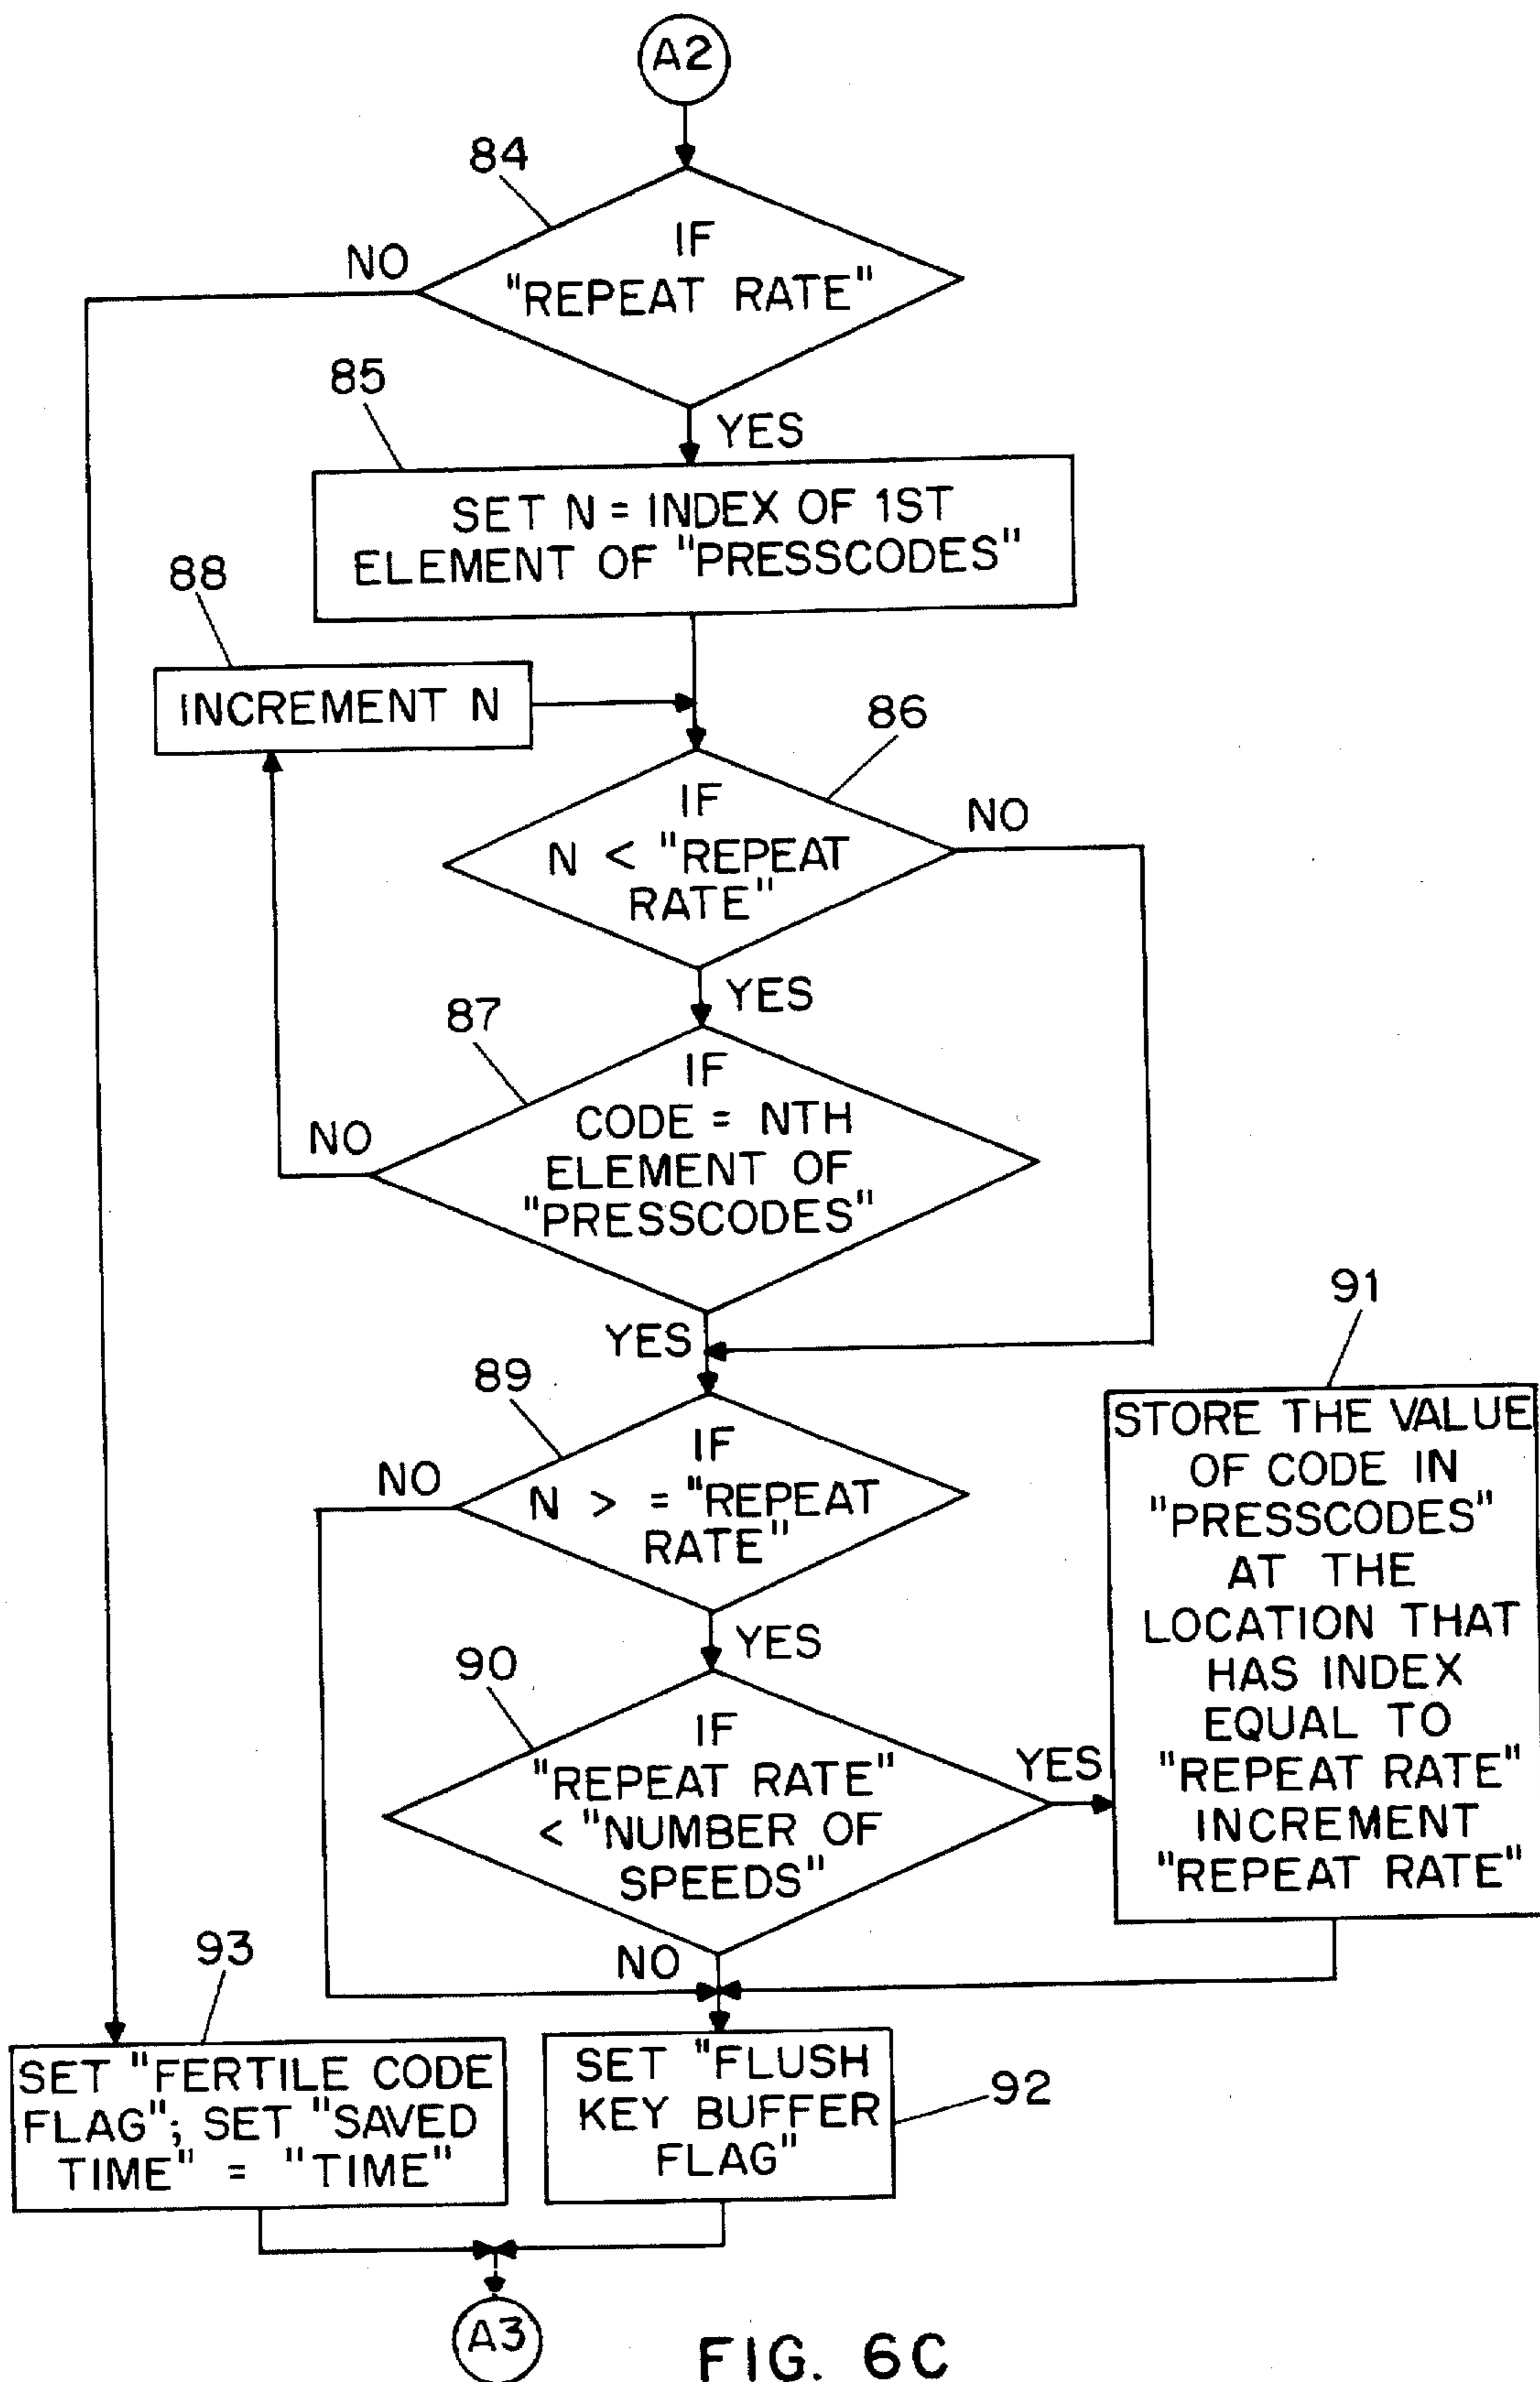 A2
84
IF
"REPEAT RATE"
NO
YES
85
SET N = INDEX OF 1ST
ELEMENT OF "PRESSCODES"
88
INCREMENT N
86
IF
N < "REPEAT
RATE"
NO
YES
87
IF
CODE = NTH
ELEMENT OF
"PRESSCODES"
NO
YES
89
IF
N > = "REPEAT
RATE"
NO
YES
91
STORE THE VALUE
OF CODE IN
"PRESSCODES"
AT THE
LOCATION THAT
HAS INDEX
EQUAL TO
"REPEAT RATE"
INCREMENT
"REPEAT RATE"
90
IF
"REPEAT RATE"
< "NUMBER OF
SPEEDS"
YES
NO
93
SET "FERTILE CODE
FLAG"; SET "SAVED
TIME" = "TIME"
SET "FLUSH
KEY BUFFER
FLAG"
92
A3
FIG. 6C